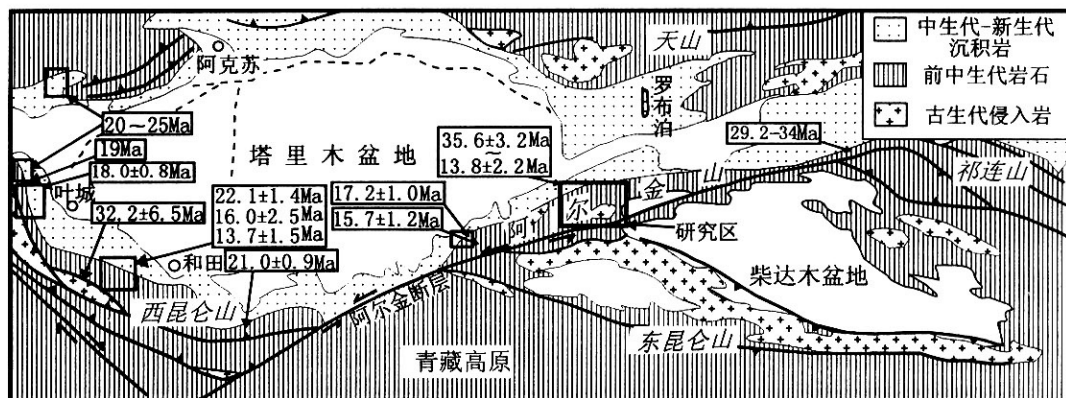 天山
中生代-新生代
沉积岩
前中生代岩石
古生代侵入岩
阿克苏
罗布泊
20～25Ma
19Ma
18.0±0.8Ma
叶城
32.2±6.5Ma
塔里木盆地
22.1±1.4Ma
16.0±2.5Ma
13.7±1.5Ma
17.2±1.0Ma
15.7±1.2Ma
35.6±3.2Ma
～
13.8±2.2Ma
29.2-34Ma
祁连山
阿尔金山
研究区
和田
21.0±0.9Ma
西昆仑山
阿尔金断层
柴达木盆地
东昆仑山
青藏高原